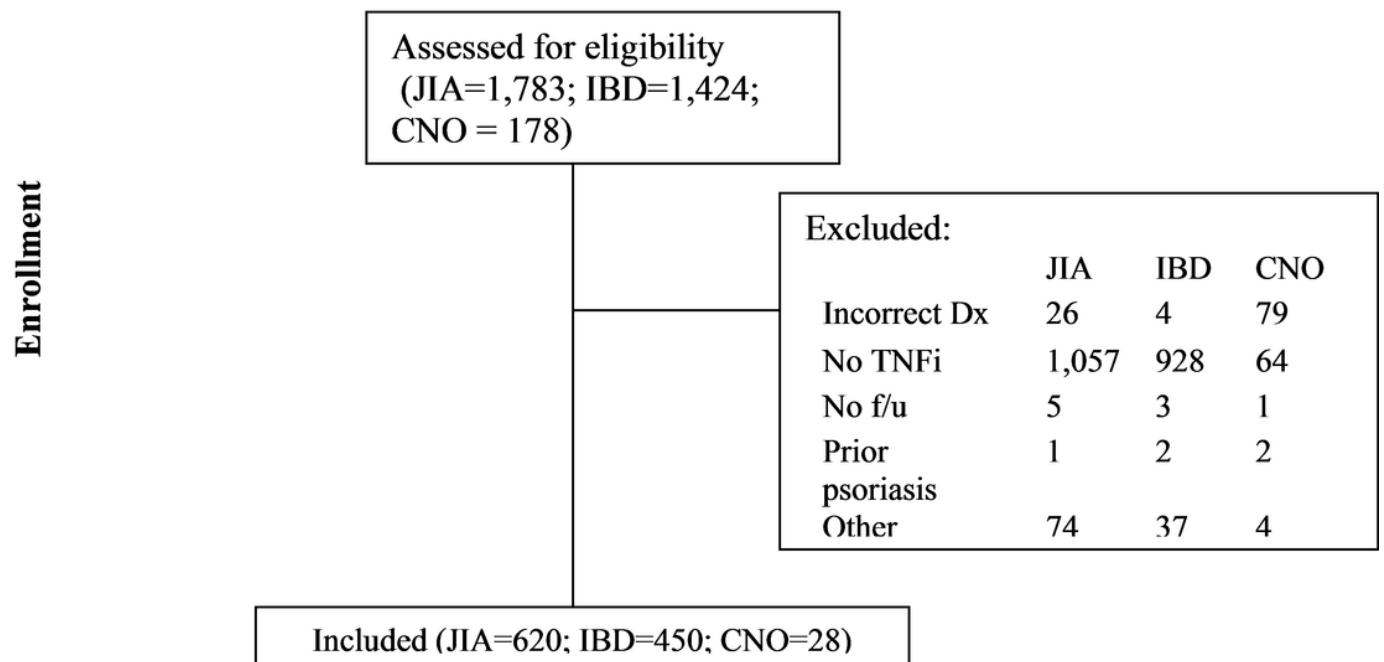 Assessed for eligibility
(JIA=1,783; IBD=1,424;
CNO = 178)
Enrollment
Excluded:
JIA IBD CNO
Incorrect Dx 26 4 79
No TNFi 1,057 928 64
No f/u 5 3 1
Prior 1 2 2
psoriasis
Other 74 37 4
Included (JIA=620; IBD=450; CNO=28)